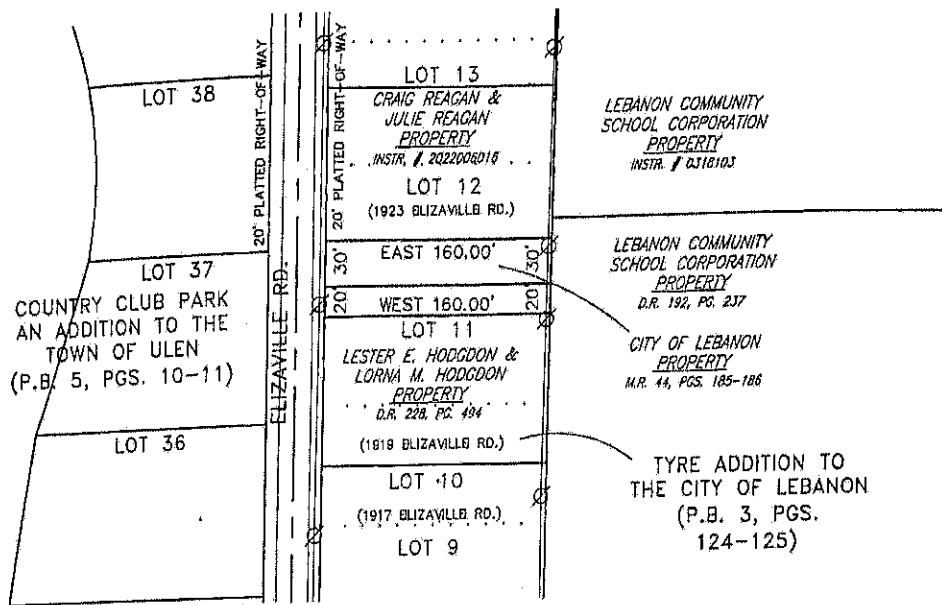 LOT 38
20' PLATTED RIGHT-OF-WAY
LOT 37
COUNTRY CLUB PARK
AN ADDITION TO THE
TOWN OF ULEN
(P.B. 5, PGS. 10-11)
LOT 36
ELIZAVILLE RD.
20' PLATTED RIGHT-OF-WAY
LOT 13
CRAIG REAGAN &
JULIE REAGAN
PROPERTY
INSTR. # 2022006016
LOT 12
(1923 ELIZAVILLE RD.)
30' EAST 160.00' 30'
20' WEST 160.00' 20'
LOT 11
LESTER E. HODGDON &
LORNA M. HODGDON
PROPERTY
D.R. 228, PG. 494
(1919 ELIZAVILLE RD.)
LOT 10
(1917 ELIZAVILLE RD.)
LOT 9
LEBANON COMMUNITY
SCHOOL CORPORATION
PROPERTY
INSTR. # 0318103
LEBANON COMMUNITY
SCHOOL CORPORATION
PROPERTY
D.R. 192, PG. 237
CITY OF LEBANON
PROPERTY
M.R. 44, PGS. 185-186
TYRE ADDITION TO
THE CITY OF LEBANON
(P.B. 3, PGS.
124-125)